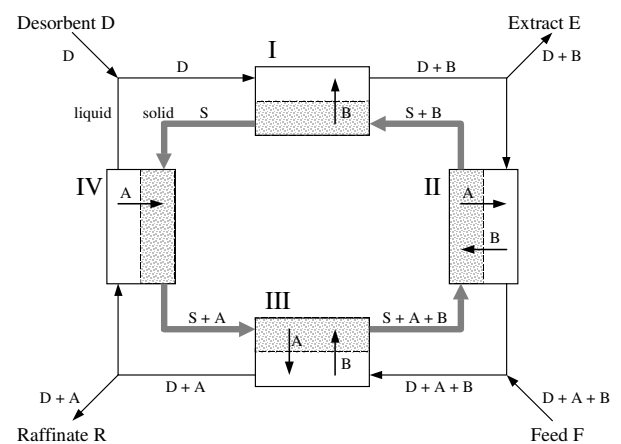 Desorbent D
Extract E
D
D
D + B
D + B
I
liquid
solid
S
B
S + B
IV
A
II
A
B
III
S + A
A
B
S + A + B
D + A
D + A
D + A + B
D + A + B
Raffinate R
Feed F